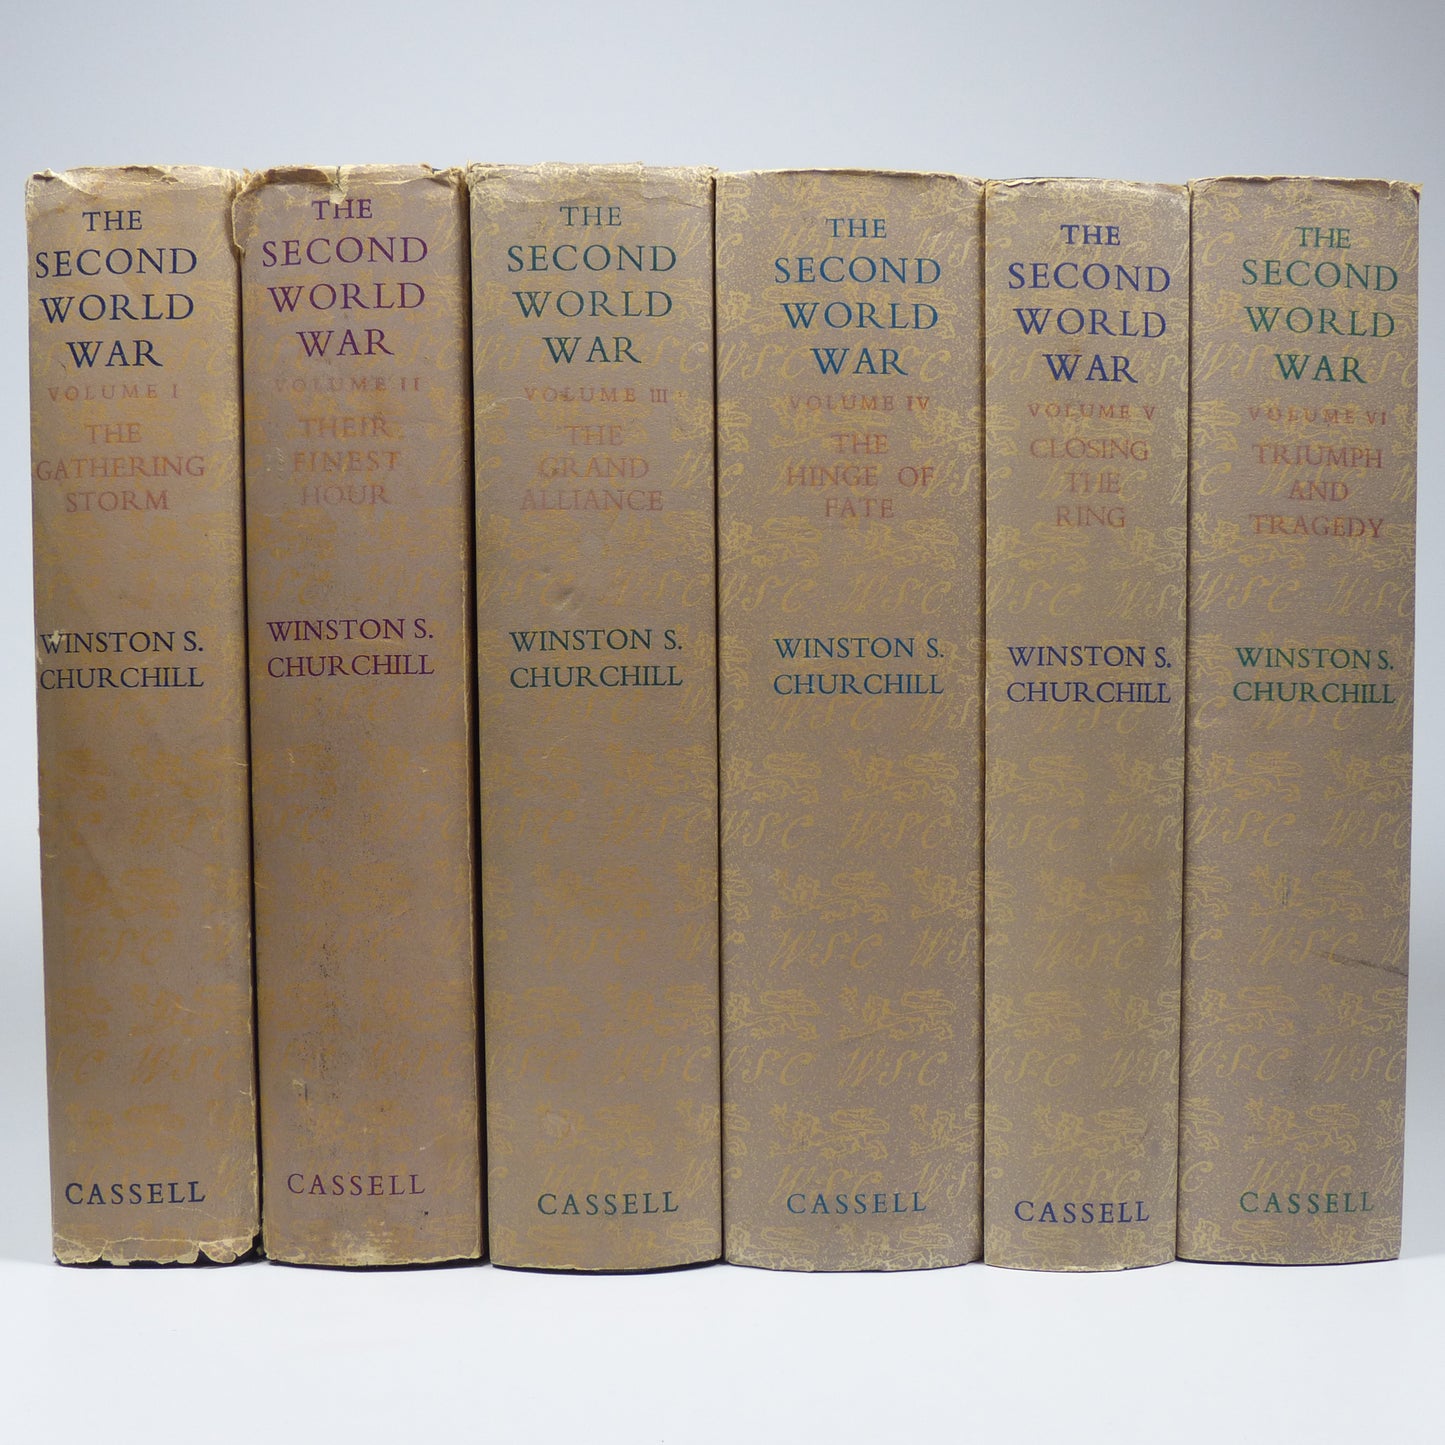 THE
SECOND
WORLD
WAR
VOLUME I
THE
GATHERING
STORM
WINSTON S.
CHURCHILL
CASSELL
THE
SECOND
WORLD
WAR
VOLUME II
THEIR
FINEST
HOUR
WINSTON S.
CHURCHILL
CASSELL
THE
SECOND
WORLD
WAR
VOLUME III
THE
GRAND
ALLIANCE
WINSTON S.
CHURCHILL
CASSELL
THE
SECOND
WORLD
WAR
VOLUME IV
THE
HINGE OF
FATE
WINSTON S.
CHURCHILL
CASSELL
THE
SECOND
WORLD
WAR
VOLUME V
CLOSING
THE
RING
WINSTON S.
CHURCHILL
CASSELL
THE
SECOND
WORLD
WAR
VOLUME VI
TRIUMPH
AND
TRAGEDY
WINSTON S.
CHURCHILL
CASSELL